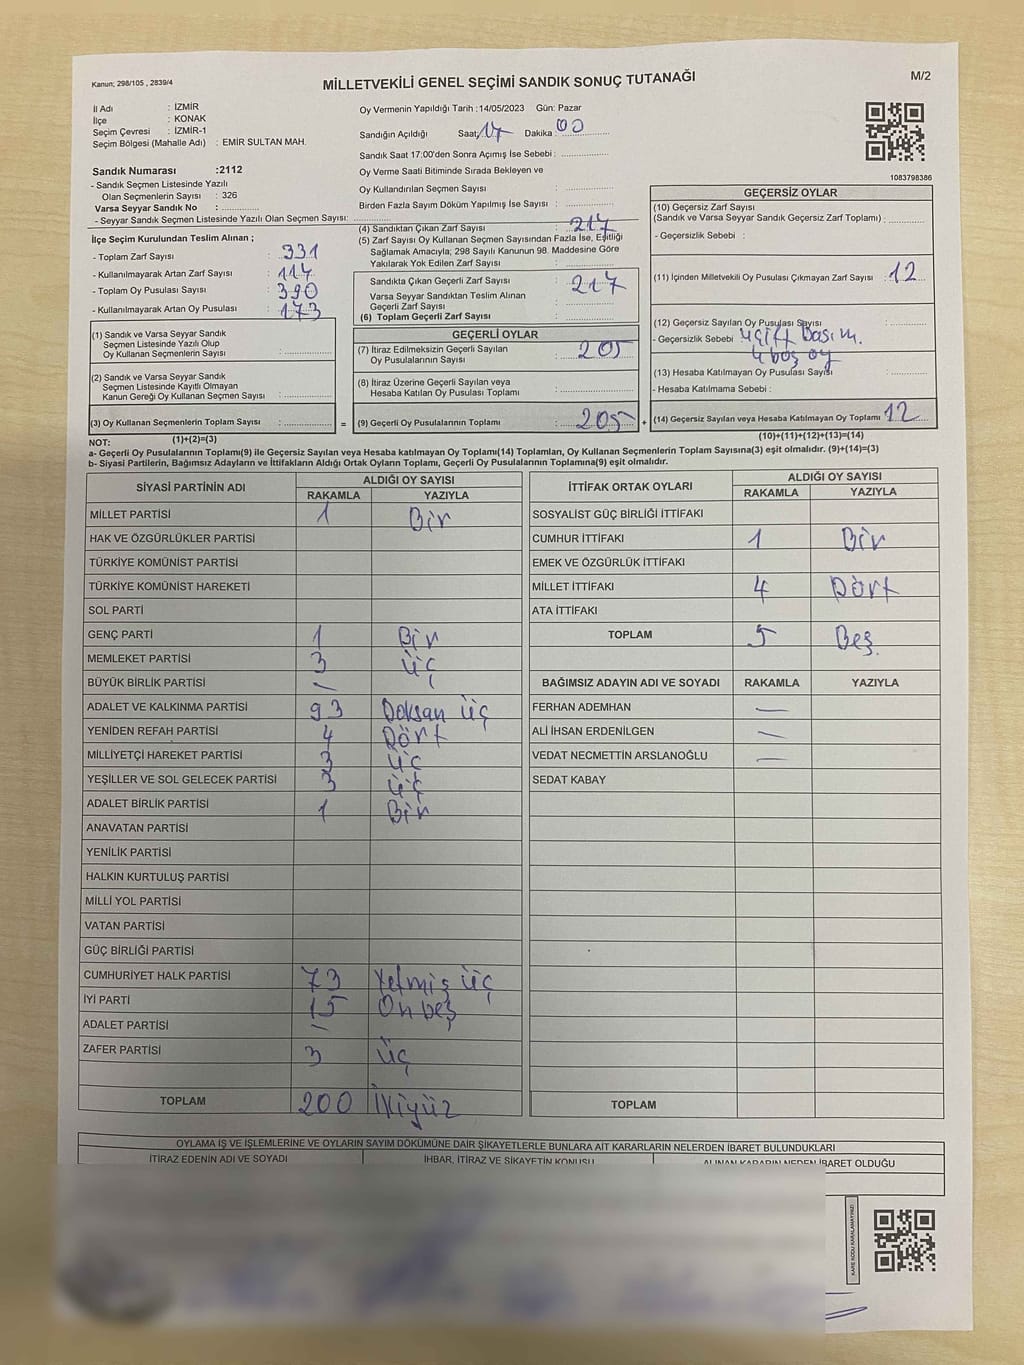 Kanun; 298/105 , 2839/4
MİLLETVEKİLİ GENEL SEÇİMİ SANDIK SONUÇ TUTANAĞI
M/2
İl Adı : İZMİR
İlçe : KONAK
Seçim Çevresi : İZMİR-1
Seçim Bölgesi (Mahalle Adı) : EMİR SULTAN MAH.
Sandık Numarası :2112
- Sandık Seçmen Listesinde Yazılı
Olan Seçmenlerin Sayısı : 326
Varsa Seyyar Sandık No : ..............
- Seyyar Sandık Seçmen Listesinde Yazılı Olan Seçmen Sayısı: ..............
İlçe Seçim Kurulundan Teslim Alınan ;
- Toplam Zarf Sayısı : 331
- Kullanılmayarak Artan Zarf Sayısı : 114
- Toplam Oy Pusulası Sayısı : 390
- Kullanılmayarak Artan Oy Pusulası : 173
Oy Vermenin Yapıldığı Tarih :14/05/2023 Gün: Pazar
Sandığın Açıldığı Saat: 17 Dakika : 00
Sandık Saat 17:00'den Sonra Açımış İse Sebebi : ..............
Oy Verme Saati Bitiminde Sırada Bekleyen ve
Oy Kullandırılan Seçmen Sayısı : ..............
Birden Fazla Sayım Döküm Yapılmış İse Sayısı : ..............
(4) Sandıktan Çıkan Zarf Sayısı : 217
(5) Zarf Sayısı Oy Kullanan Seçmen Sayısından Fazla İse, Eşitliği
Sağlamak Amacıyla; 298 Sayılı Kanunun 98. Maddesine Göre
Yakılarak Yok Edilen Zarf Sayısı : ..............
Sandıkta Çıkan Geçerli Zarf Sayısı : 217
Varsa Seyyar Sandıktan Teslim Alınan
Geçerli Zarf Sayısı : ..............
(6) Toplam Geçerli Zarf Sayısı : ..............
1083798386
GEÇERSİZ OYLAR
(10) Geçersiz Zarf Sayısı
(Sandık ve Varsa Seyyar Sandık Geçersiz Zarf Toplamı) : ..............
- Geçersizlik Sebebi :
(11) İçinden Milletvekili Oy Pusulası Çıkmayan Zarf Sayısı : 12
(12) Geçersiz Sayılan Oy Pusulası Sayısı : ..............
- Geçersizlik Sebebi 4 çift basım.
4 boş oy
(13) Hesaba Katılmayan Oy Pusulası Sayısı : ..............
- Hesaba Katılmama Sebebi :
(14) Geçersiz Sayılan veya Hesaba Katılmayan Oy Toplamı 12
(10)+(11)+(12)+(13)=(14)
(1) Sandık ve Varsa Seyyar Sandık
Seçmen Listesinde Yazılı Olup
Oy Kullanan Seçmenlerin Sayısı : ..............
(2) Sandık ve Varsa Seyyar Sandık
Seçmen Listesinde Kayıtlı Olmayan
Kanun Gereği Oy Kullanan Seçmen Sayısı : ..............
(3) Oy Kullanan Seçmenlerin Toplam Sayısı : ..............
(1)+(2)=(3)
=
GEÇERLİ OYLAR
(7) İtiraz Edilmeksizin Geçerli Sayılan
Oy Pusulalarının Sayısı : 205
(8) İtiraz Üzerine Geçerli Sayılan veya
Hesaba Katılan Oy Pusulası Toplamı : ..............
(9) Geçerli Oy Pusulalarının Toplamı : 205
+
NOT:
a- Geçerli Oy Pusulasının Toplamı(9) ile Geçersiz Sayılan veya Hesaba katılmayan Oy Toplamı(14) Toplamları, Oy Kullanan Seçmenlerin Toplam Sayısına(3) eşit olmalıdır. (9)+(14)=(3)
b- Siyasi Partilerin, Bağımsız Adayların ve İttifakların Aldığı Ortak Oyların Toplamı, Geçerli Oy Pusulalarının Toplamına(9) eşit olmalıdır.
SİYASİ PARTİNİN ADI ALDIĞI OY SAYISI
RAKAMLA YAZIYLA
MİLLET PARTİSİ 1 Bir
HAK VE ÖZGÜRLÜKLER PARTİSİ
TÜRKİYE KOMÜNİST PARTİSİ
TÜRKİYE KOMÜNİST HAREKETİ
SOL PARTİ
GENÇ PARTİ 1 Bir
MEMLEKET PARTİSİ 3 üç
BÜYÜK BİRLİK PARTİSİ —
ADALET VE KALKINMA PARTİSİ 93 Doksan üç
YENİDEN REFAH PARTİSİ 4 Dört
MİLLİYETÇİ HAREKET PARTİSİ 3 üç
YEŞİLLER VE SOL GELECEK PARTİSİ 3 üç
ADALET BİRLİK PARTİSİ 1 Bir
ANAVATAN PARTİSİ
YENİLİK PARTİSİ
HALKIN KURTULUŞ PARTİSİ
MİLLİ YOL PARTİSİ
VATAN PARTİSİ
GÜÇ BİRLİĞİ PARTİSİ
CUMHURİYET HALK PARTİSİ 73 Yetmiş üç
İYİ PARTİ 15 On beş
ADALET PARTİSİ —
ZAFER PARTİSİ 3 üç
TOPLAM 200 İkiyüz
İTTİFAK ORTAK OYLARI ALDIĞI OY SAYISI
RAKAMLA YAZIYLA
SOSYALİST GÜÇ BİRLİĞİ İTTİFAKI
CUMHUR İTTİFAKI 1 Bir
EMEK VE ÖZGÜRLÜK İTTİFAKI
MİLLET İTTİFAKI 4 Dört
ATA İTTİFAKI
TOPLAM 5 Beş.
BAĞIMSIZ ADAYIN ADI VE SOYADI RAKAMLA YAZIYLA
FERHAN ADEMHAN —
ALİ İHSAN ERDENİLGEN —
VEDAT NECMETTİN ARSLANOĞLU —
SEDAT KABAY
TOPLAM
OYLAMA İŞ VE İŞLEMLERİNE VE OYLARIN SAYIM DÖKÜMÜNE DAİR ŞİKAYETLERLE BUNLARA AİT KARARLARIN NELERDEN İBARET BULUNDUKLARI
İTİRAZ EDENİN ADI VE SOYADI İHBAR, İTİRAZ VE ŞİKAYETİN KONUSU ALINAN KARARIN NEDEN İBARET OLDUĞU
KARE KODU KARALAMAYINIZ!